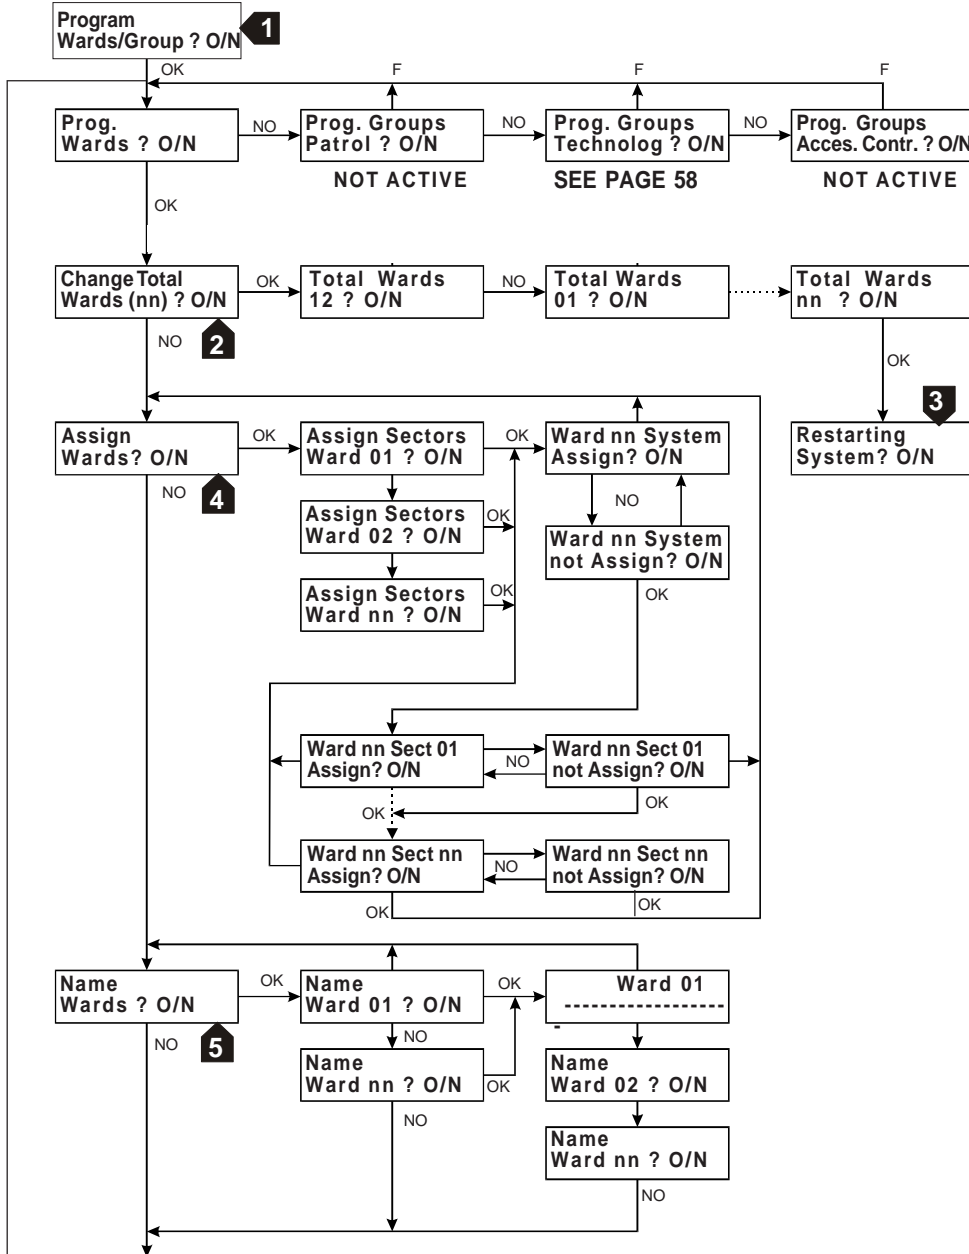 Program
Wards/Group ? O/N
1
OK
F
F
F
Prog.
Wards ? O/N
NO
Prog. Groups
Patrol ? O/N
NO
Prog. Groups
Technolog ? O/N
NO
Prog. Groups
Acces. Contr. ? O/N
NOT ACTIVE
SEE PAGE 58
NOT ACTIVE
OK
Change Total
Wards (nn) ? O/N
OK
Total Wards
12 ? O/N
NO
Total Wards
01 ? O/N
Total Wards
nn ? O/N
NO
2
OK
3
Assign
Wards? O/N
OK
Assign Sectors
Ward 01 ? O/N
OK
Ward nn System
Assign? O/N
Restarting
System? O/N
NO
4
NO
Assign Sectors
Ward 02 ? O/N
OK
Ward nn System
not Assign? O/N
Assign Sectors
Ward nn ? O/N
OK
OK
Ward nn Sect 01
Assign? O/N
NO
Ward nn Sect 01
not Assign? O/N
OK
OK
Ward nn Sect nn
Assign? O/N
NO
Ward nn Sect nn
not Assign? O/N
OK
OK
Name
Wards ? O/N
OK
Name
Ward 01 ? O/N
OK
Ward 01
-----------------
-
NO
5
NO
Name
Ward nn ? O/N
OK
Name
Ward 02 ? O/N
NO
Name
Ward nn ? O/N
NO